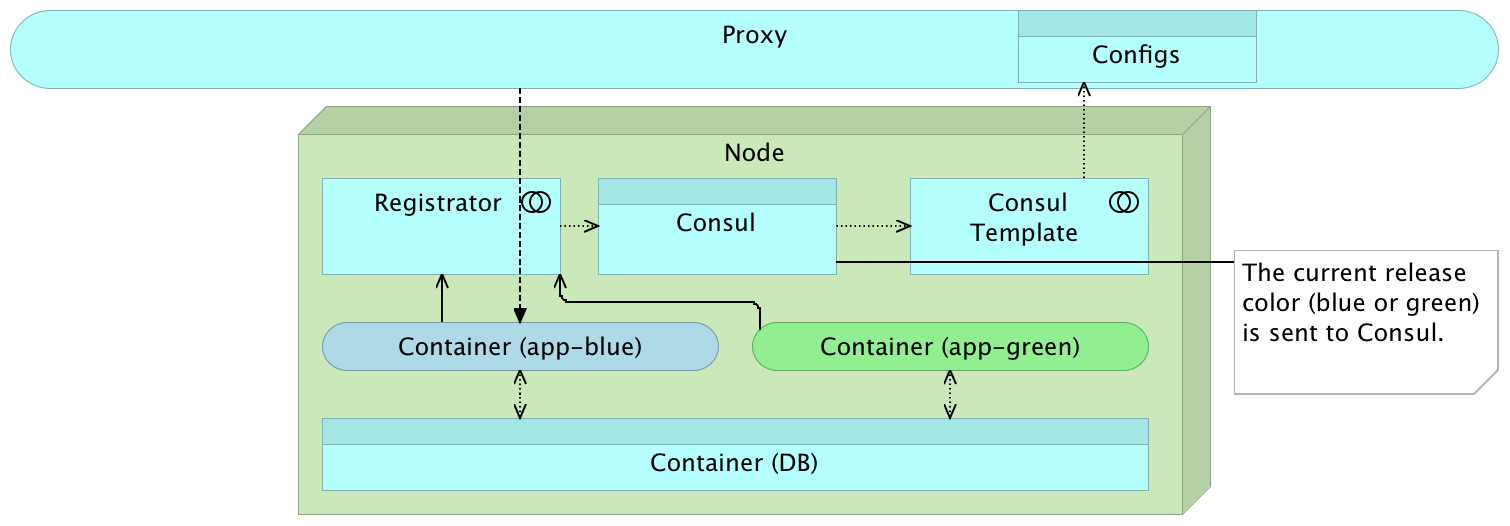 Proxy
Configs
Node
Registrator
Consul
Consul
Template
The current release
color (blue or green)
is sent to Consul.
Container (app-blue)
Container (app-green)
Container (DB)